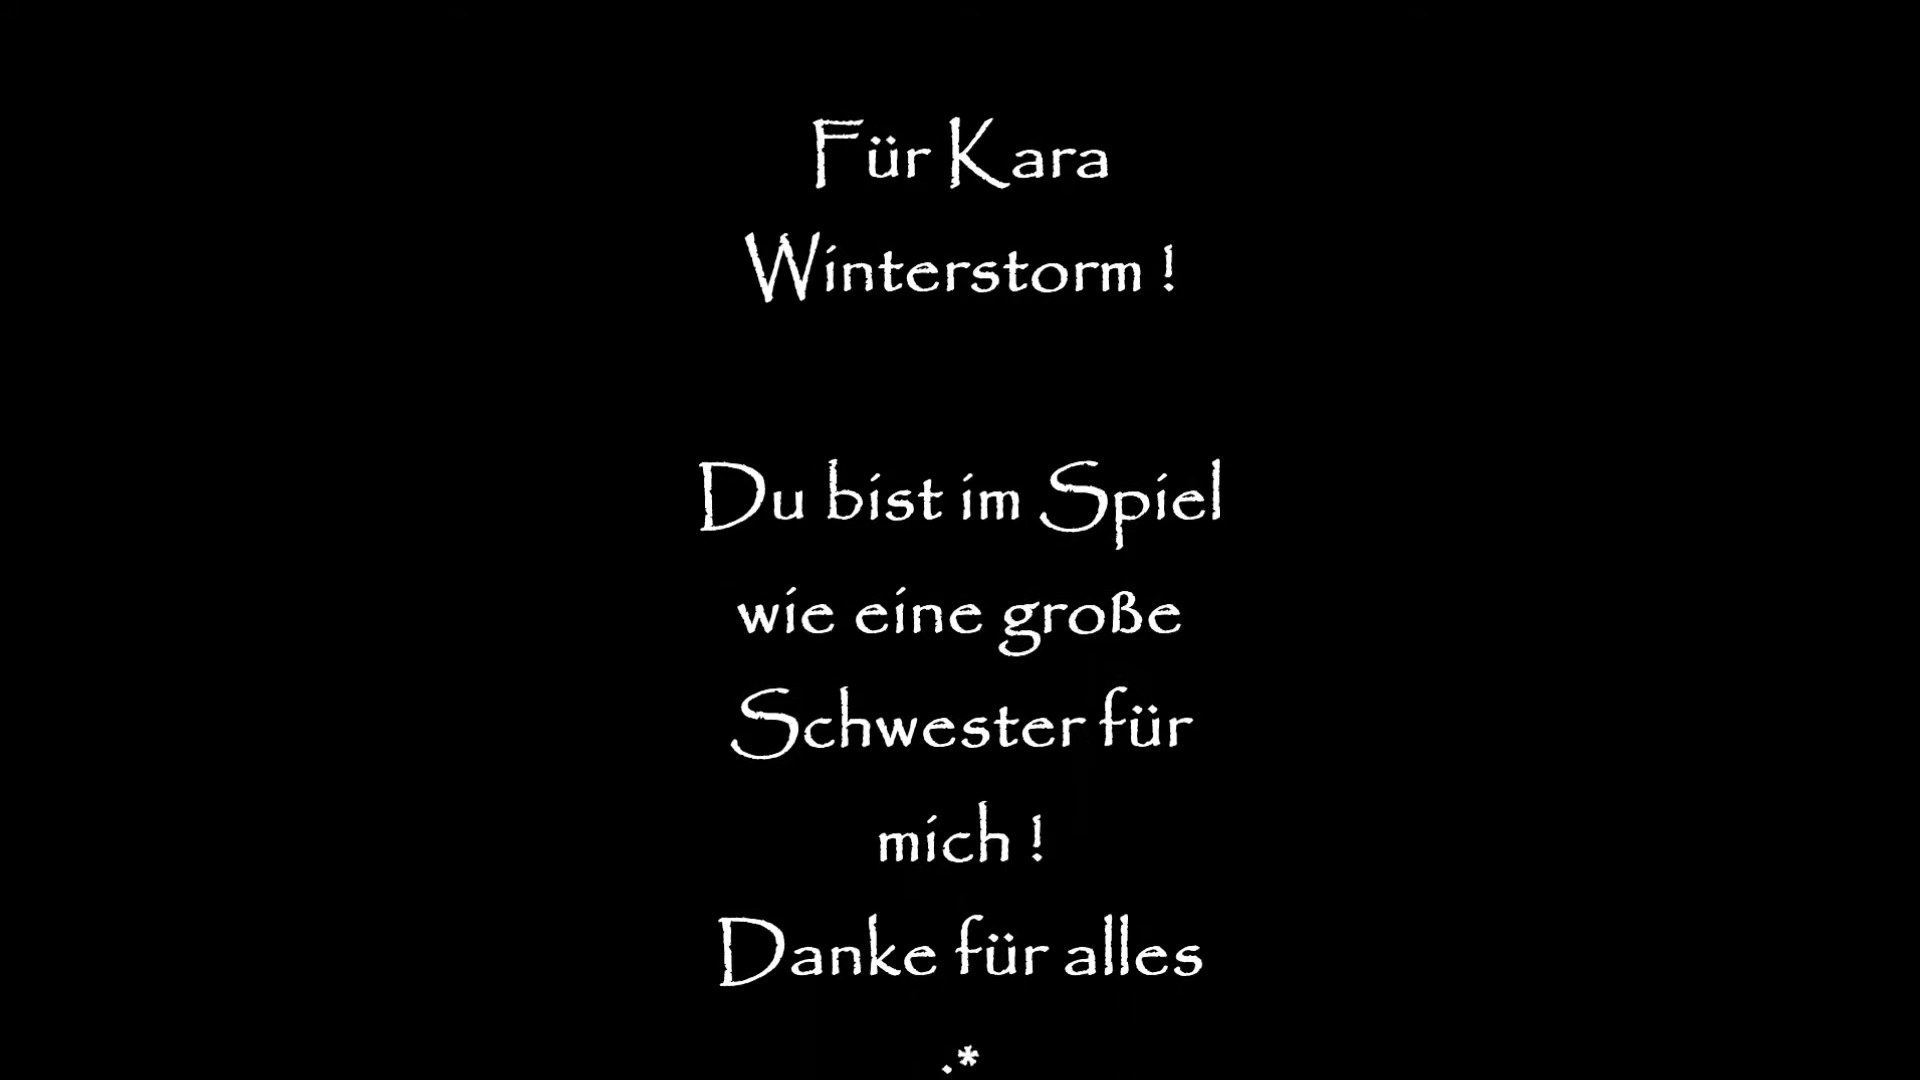 Für Kara
Winterstorm !
Du bist im Spiel
wie eine große
Schwester für
mich !
Danke für alles
.*